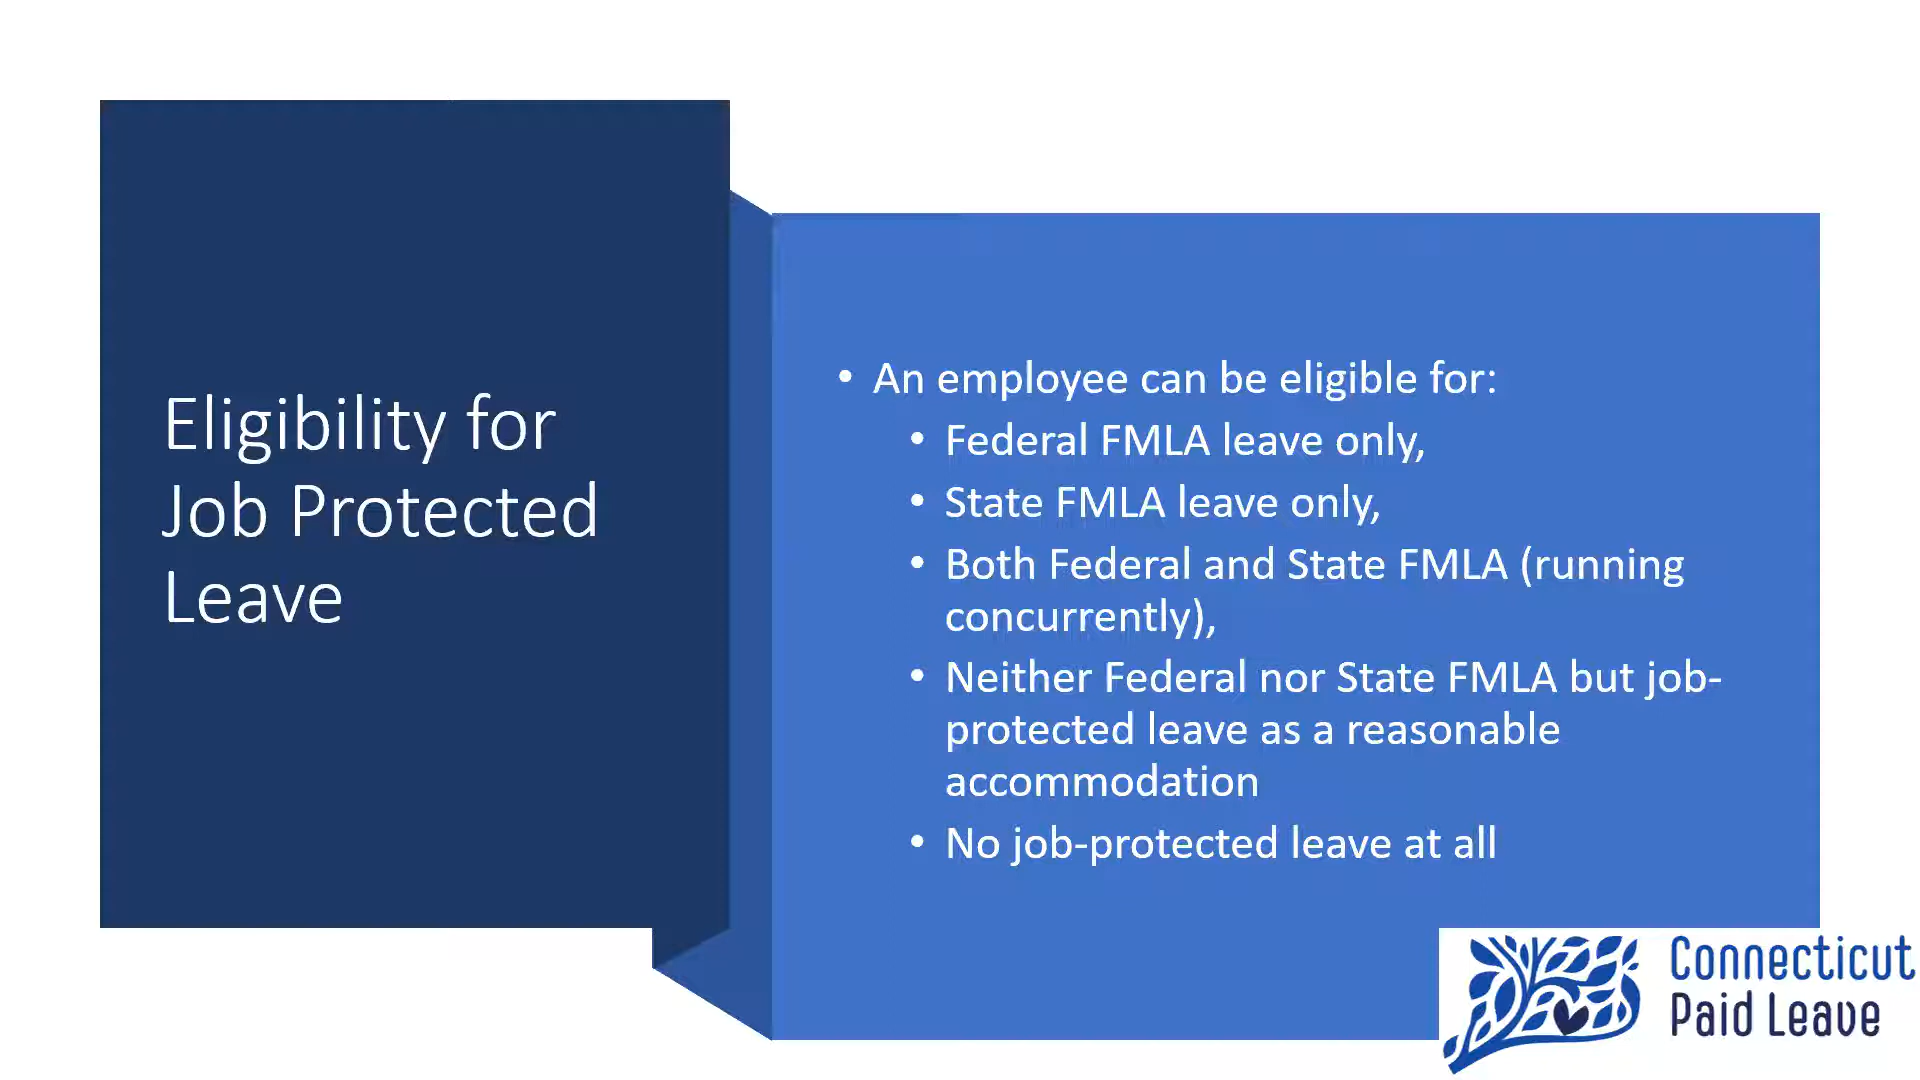 Eligibility for
Job Protected
Leave
• An employee can be eligible for:
• Federal FMLA leave only,
• State FMLA leave only,
• Both Federal and State FMLA (running
concurrently),
• Neither Federal nor State FMLA but job-
protected leave as a reasonable
accommodation
• No job-protected leave at all
Connecticut
Paid Leave